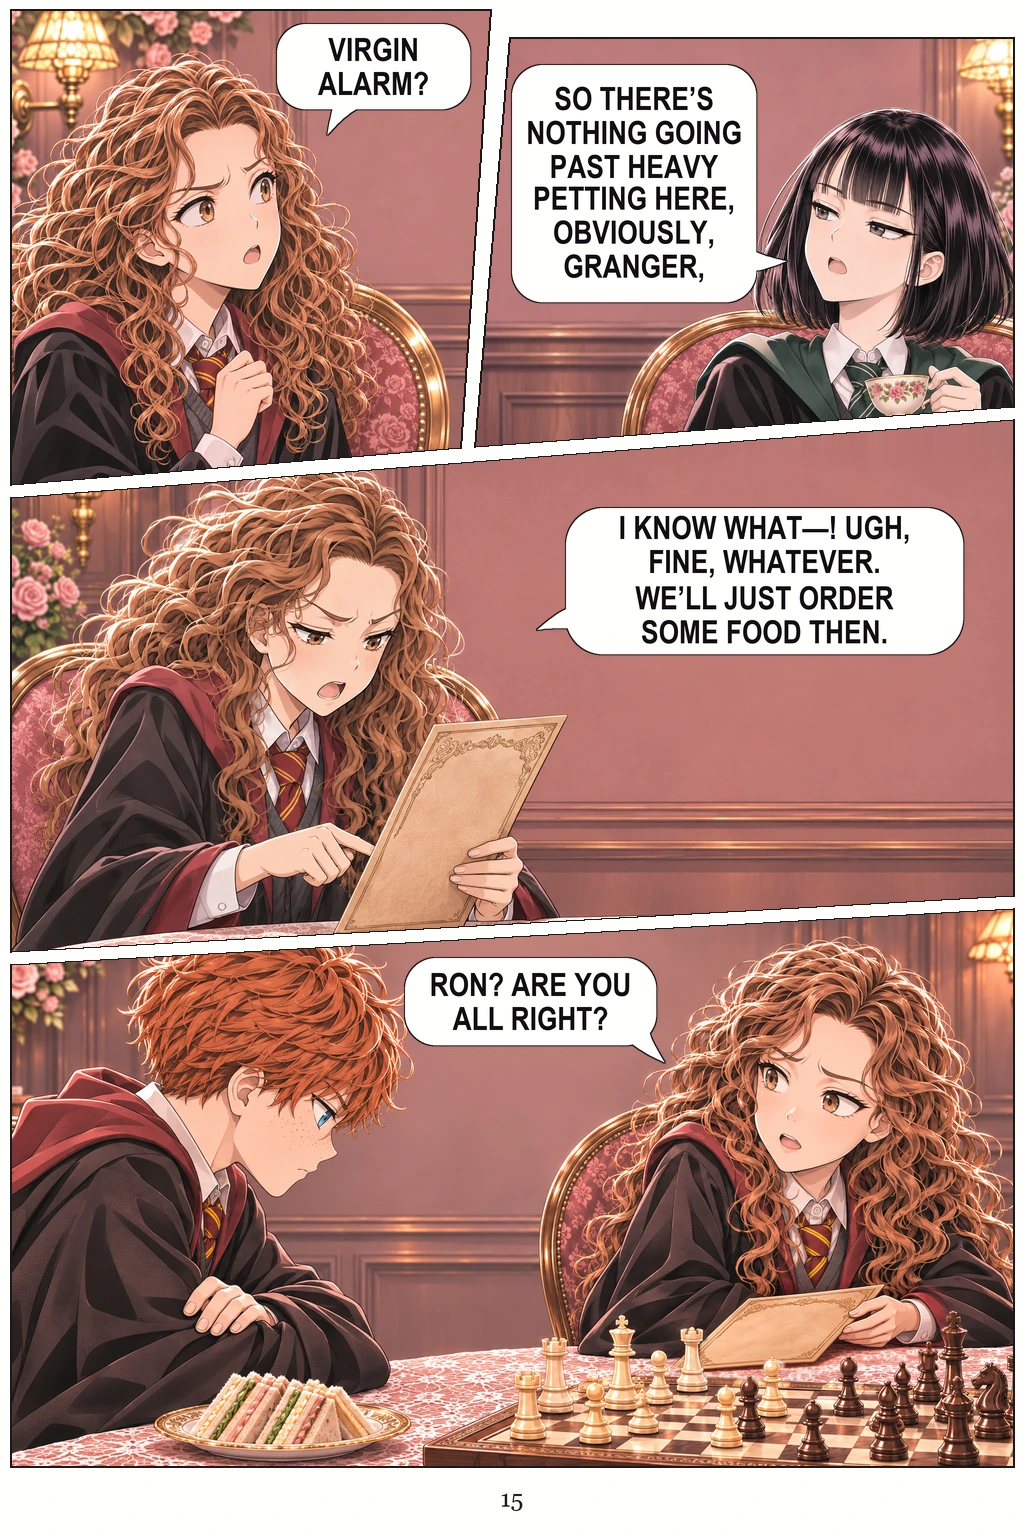 VIRGIN
ALARM?
SO THERE'S
NOTHING GOING
PAST HEAVY
PETTING HERE,
OBVIOUSLY,
GRANGER,
I KNOW WHAT—! UGH,
FINE, WHATEVER.
WE'LL JUST ORDER
SOME FOOD THEN.
RON? ARE YOU
ALL RIGHT?
15